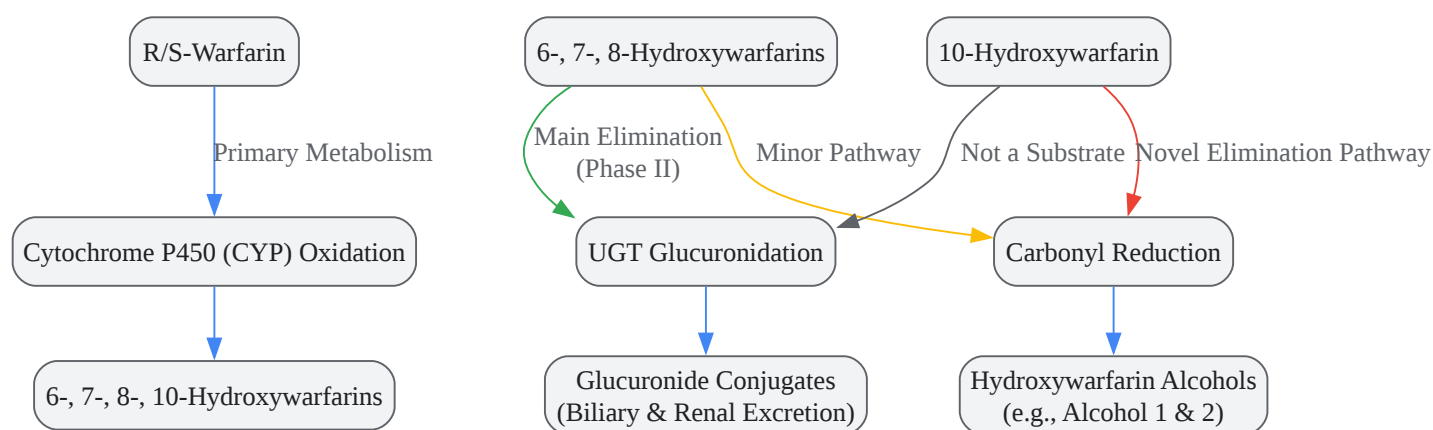 R/S-Warfarin
6-, 7-, 8-Hydroxywarfarins
10-Hydroxywarfarin
Primary Metabolism
Main Elimination
(Phase II)
Minor Pathway
Not a Substrate
Novel Elimination Pathway
Cytochrome P450 (CYP) Oxidation
UGT Glucuronidation
Carbonyl Reduction
6-, 7-, 8-, 10-Hydroxywarfarins
Glucuronide Conjugates
(Biliary & Renal Excretion)
Hydroxywarfarin Alcohols
(e.g., Alcohol 1 & 2)